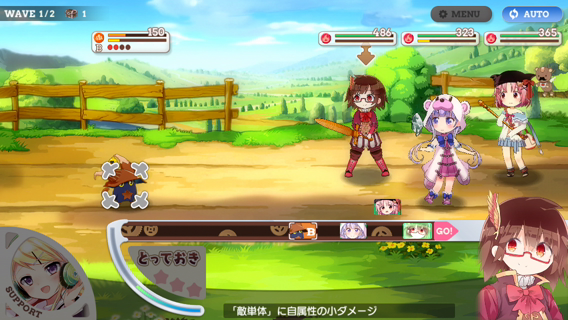 WAVE 1/2 1
MENU
AUTO
150
B
486
323
365
B
GO!
とっておき
SUPPORT
「敵単体」に自属性の小ダメージ